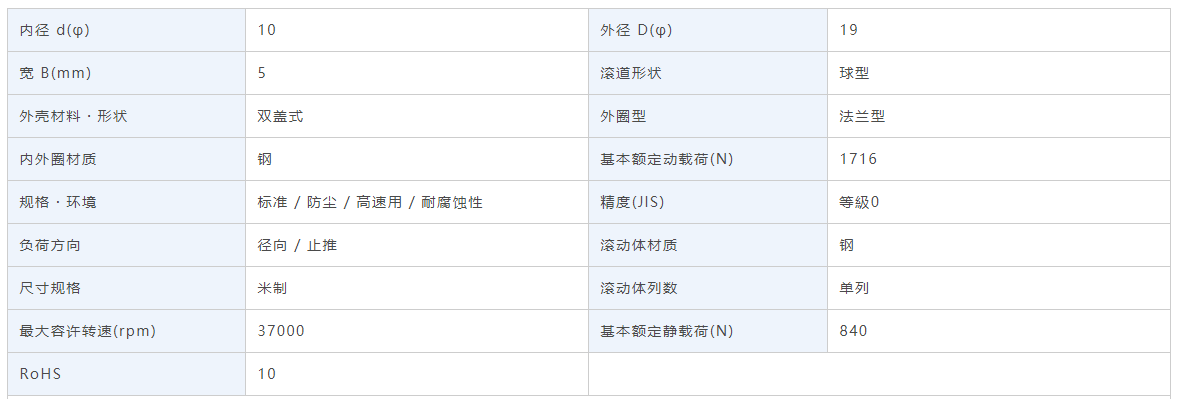 内径 d(φ) 10 外径 D(φ) 19
宽 B(mm) 5 滚道形状 球型
外壳材料・形状 双盖式 外圈型 法兰型
内外圈材质 钢 基本额定动载荷(N) 1716
规格・环境 标准 / 防尘 / 高速用 / 耐腐蚀性 精度(JIS) 等級0
负荷方向 径向 / 止推 滚动体材质 钢
尺寸规格 米制 滚动体列数 单列
最大容许转速(rpm) 37000 基本额定静载荷(N) 840
RoHS 10